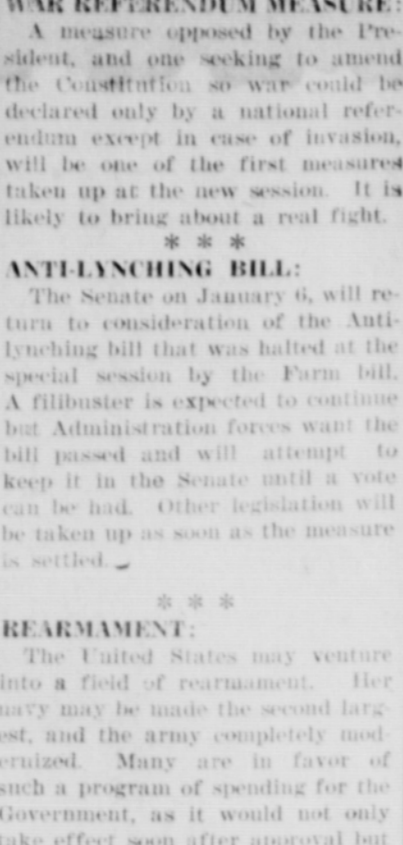 WAR REFERENDUM MEASURE:
A measure opposed by the Pre-
sident, and one seeking to amend
the Constitution so war could be
declared only by a national refer-
endum except in case of invasion,
will be one of the first measures
taken up at the new session. It is
likely to bring about a real fight.
* * *
ANTI-LYNCHING BILL:
The Senate on January 6, will re-
turn to consideration of the Anti-
lynching bill that was halted at the
special session by the Farm bill.
A filibuster is expected to continue
but Administration forces want the
bill passed and will attempt to
keep it in the Senate until a vote
can be had. Other legislation will
be taken up as soon as the measure
is settled.
* * *
REARMAMENT:
The United States may venture
into a field of rearmament. Her
navy may be made the second larg-
est, and the army completely mod-
ernized. Many are in favor of
such a program of spending for the
Government, as it would not only
take effect soon after approval but